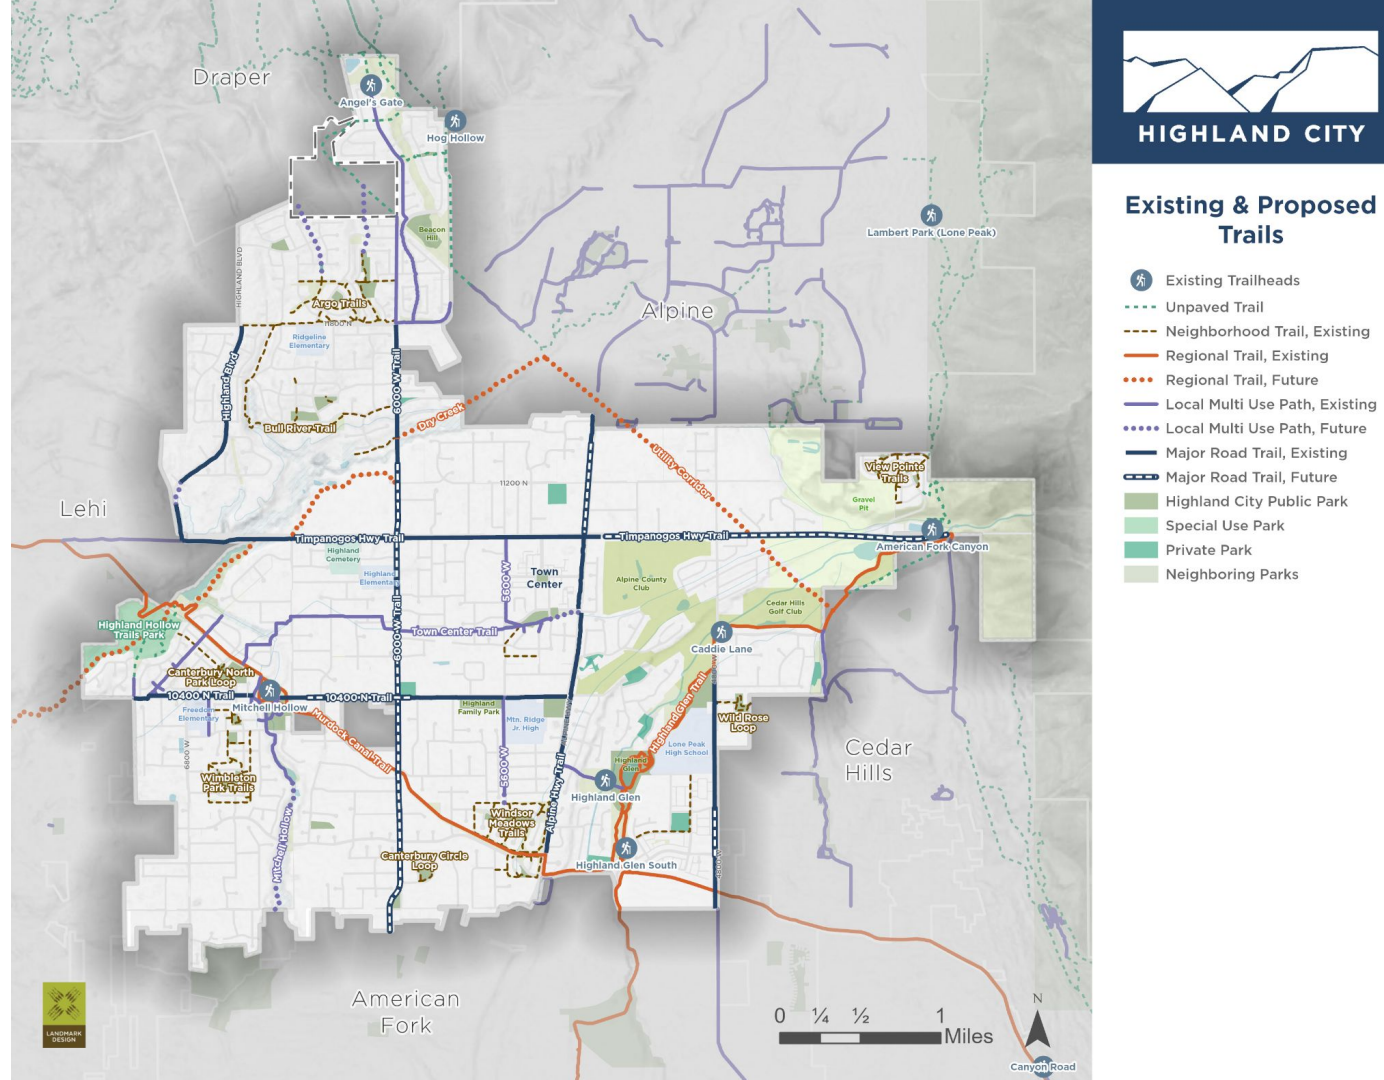 HIGHLAND CITY
Existing & Proposed
Trails
Existing Trailheads
Unpaved Trail
Neighborhood Trail, Existing
Regional Trail, Existing
Regional Trail, Future
Local Multi Use Path, Existing
Local Multi Use Path, Future
Major Road Trail, Existing
Major Road Trail, Future
Highland City Public Park
Special Use Park
Private Park
Neighboring Parks
Draper
Angel's Gate
Hog Hollow
Lambert Park (Lone Peak)
Beacon
Hill
HIGHLAND BLVD
Argo Trails
11800 N
Ridgeline
Elementary
Alpine
Highland Blvd
6000 W Trail
Dry Creek
Bull River Trail
Utility Corridor
View Pointe
Trails
11200 N
Gravel
Pit
Lehi
Timpanogos Hwy Trail
Timpanogos Hwy Trail
American Fork Canyon
Highland
Cemetery
Highland
Elementa
Town
Center
5600 W
Alpine County
Club
Cedar Hills
Golf Club
6000 W Trail
Highland Hollow
Trails Park
Town Center Trail
Caddie Lane
Canterbury North
Park Loop
10400 N Trail
10400 N Trail
Mitchell Hollow
Freedom
Elementary
Highland
Family Park
Mtn. Ridge
Jr. High
Murdock Canal Trail
Highland Glen Trail
Wild Rose
Loop
Lone Peak
High School
6800 W
5600 W
Cedar
Hills
Highland
Glen
Wimbleton
Park Trails
Alpine Hwy Trail
Highland Glen
Windsor
Meadows
Trails
Mitchell Hollow
Canterbury Circle
Loop
Highland Glen South
4800 W
American
Fork
LANDMARK
DESIGN
0 ¼ ½ 1
Miles
N
Canyon Road